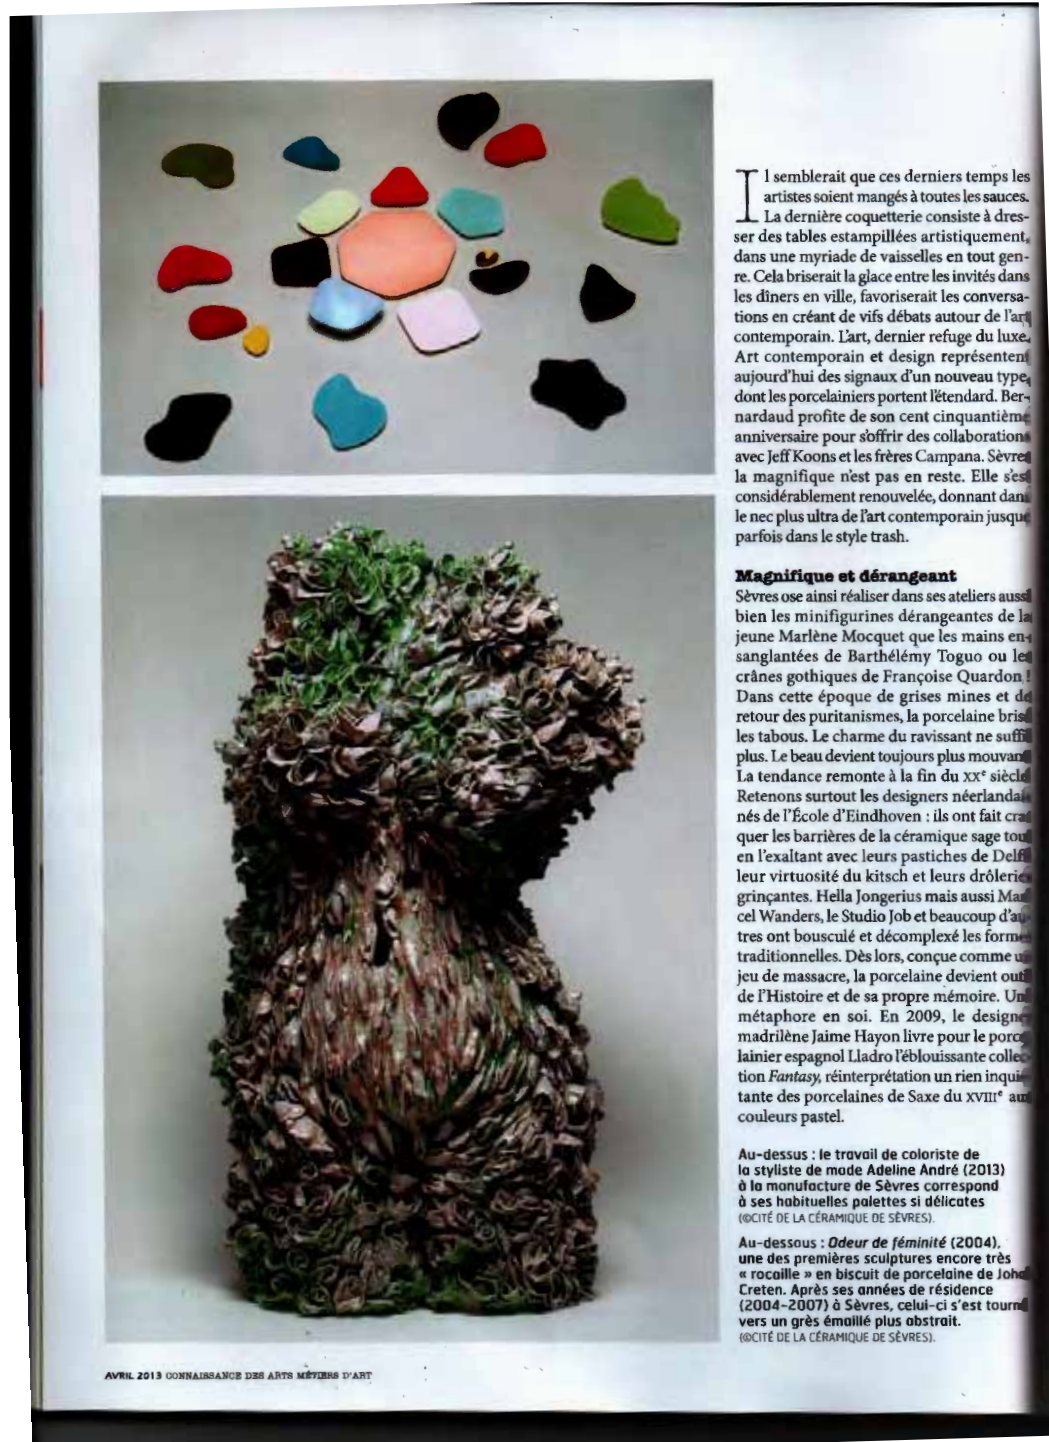 Il semblerait que ces derniers temps les
artistes soient mangés à toutes les sauces.
La dernière coquetterie consiste à dres-
ser des tables estampillées artistiquement,
dans une myriade de vaisselles en tout gen-
re. Cela briserait la glace entre les invités dans
les dîners en ville, favoriserait les conversa-
tions en créant de vifs débats autour de l'art
contemporain. L'art, dernier refuge du luxe.
Art contemporain et design représentent
aujourd'hui des signaux d'un nouveau type,
dont les porcelainiers portent l'étendard. Ber-
nardaud profite de son cent cinquantième
anniversaire pour s'offrir des collaborations
avec Jeff Koons et les frères Campana. Sèvres
la magnifique n'est pas en reste. Elle s'est
considérablement renouvelée, donnant dans
le nec plus ultra de l'art contemporain jusque
parfois dans le style trash.
Magnifique et dérangeant
Sèvres ose ainsi réaliser dans ses ateliers aussi
bien les minifigurines dérangeantes de la
jeune Marlène Mocquet que les mains en-
sanglantées de Barthélémy Toguo ou les
crânes gothiques de Françoise Quardon !
Dans cette époque de grises mines et de
retour des puritanismes, la porcelaine brise
les tabous. Le charme du ravissant ne suffit
plus. Le beau devient toujours plus mouvant.
La tendance remonte à la fin du XXe siècle.
Retenons surtout les designers néerlandais
nés de l'École d'Eindhoven : ils ont fait cra-
quer les barrières de la céramique sage tout
en l'exaltant avec leurs pastiches de Delft,
leur virtuosité du kitsch et leurs drôleries
grinçantes. Hella Jongerius mais aussi Mar-
cel Wanders, le Studio Job et beaucoup d'au-
tres ont bousculé et décomplexé les formes
traditionnelles. Dès lors, conçue comme un
jeu de massacre, la porcelaine devient outil
de l'Histoire et de sa propre mémoire. Une
métaphore en soi. En 2009, le designer
madrilène Jaime Hayon livre pour le porce-
lainier espagnol Lladro l'éblouissante collec-
tion Fantasy, réinterprétation un rien inquié-
tante des porcelaines de Saxe du XVIIIe aux
couleurs pastel.
Au-dessus : le travail de coloriste de
la styliste de mode Adeline André (2013)
à la manufacture de Sèvres correspond
à ses habituelles palettes si délicates
(©CITÉ DE LA CÉRAMIQUE DE SÈVRES).
Au-dessous : Odeur de féminité (2004),
une des premières sculptures encore très
« rocaille » en biscuit de porcelaine de Johan
Creten. Après ses années de résidence
(2004-2007) à Sèvres, celui-ci s'est tourné
vers un grès émaillé plus abstrait.
(©CITÉ DE LA CÉRAMIQUE DE SÈVRES).
AVRIL 2013 CONNAISSANCE DES ARTS MÉTIERS D'ART